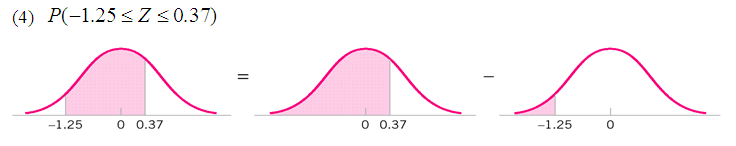 (4) P(−1.25 ≤ Z ≤ 0.37)
= −
−1.25 0 0.37 0 0.37 −1.25 0